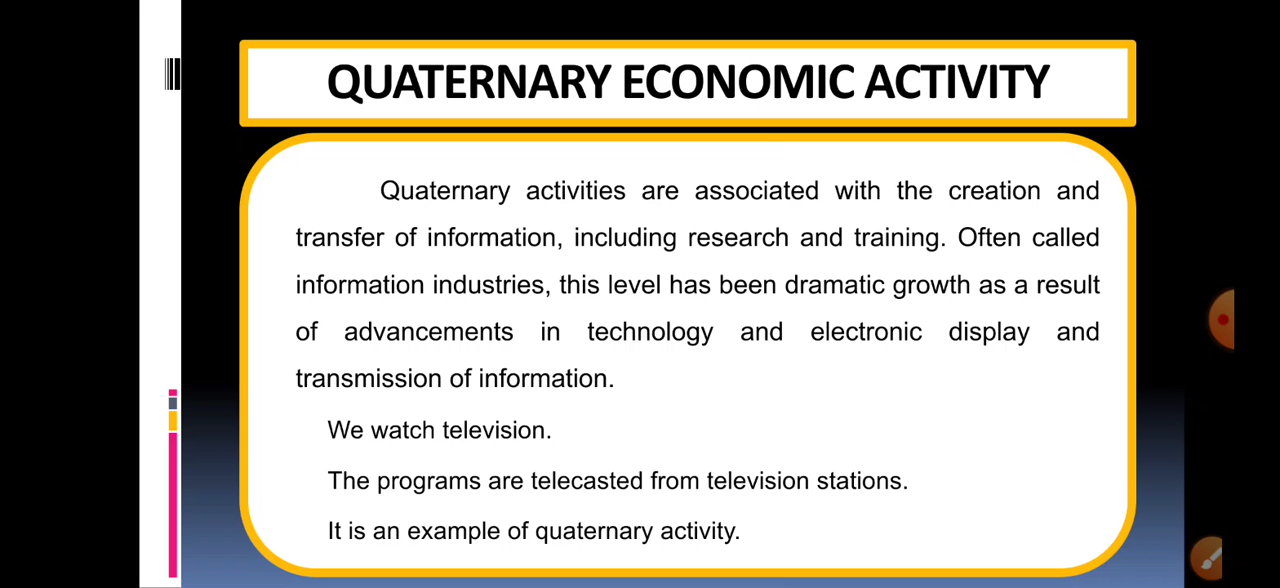 QUATERNARY ECONOMIC ACTIVITY
Quaternary activities are associated with the creation and
transfer of information, including research and training. Often called
information industries, this level has been dramatic growth as a result
of advancements in technology and electronic display and
transmission of information.
We watch television.
The programs are telecasted from television stations.
It is an example of quaternary activity.